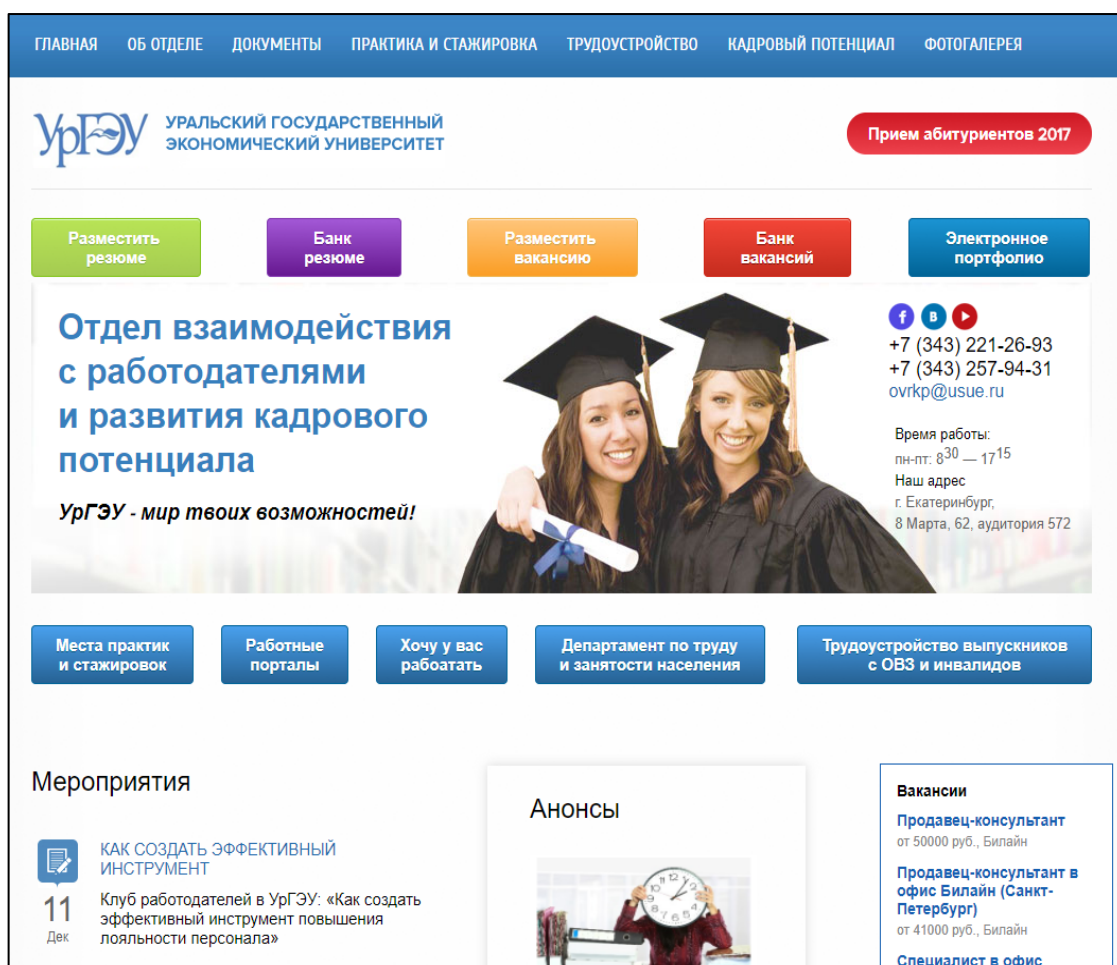 ГЛАВНАЯ ОБ ОТДЕЛЕ ДОКУМЕНТЫ ПРАКТИКА И СТАЖИРОВКА ТРУДОУСТРОЙСТВО КАДРОВЫЙ ПОТЕНЦИАЛ ФОТОГАЛЕРЕЯ
УрГЭУ
УРАЛЬСКИЙ ГОСУДАРСТВЕННЫЙ
ЭКОНОМИЧЕСКИЙ УНИВЕРСИТЕТ
Прием абитуриентов 2017
Разместить
резюме
Банк
резюме
Разместить
вакансию
Банк
вакансий
Электронное
портфолио
Отдел взаимодействия
с работодателями
и развития кадрового
потенциала
УрГЭУ - мир твоих возможностей!
+7 (343) 221-26-93
+7 (343) 257-94-31
ovrkp@usue.ru
Время работы:
пн-пт: 8³⁰ — 17¹⁵
Наш адрес
г. Екатеринбург,
8 Марта, 62, аудитория 572
Места практик
и стажировок
Работные
порталы
Хочу у вас
рабоатать
Департамент по труду
и занятости населения
Трудоустройство выпускников
с ОВЗ и инвалидов
Мероприятия
КАК СОЗДАТЬ ЭФФЕКТИВНЫЙ
ИНСТРУМЕНТ
11
Дек
Клуб работодателей в УрГЭУ: «Как создать
эффективный инструмент повышения
лояльности персонала»
Анонсы
Вакансии
Продавец-консультант
от 50000 руб., Билайн
Продавец-консультант в
офис Билайн (Санкт-
Петербург)
от 41000 руб., Билайн
Специалист в офис